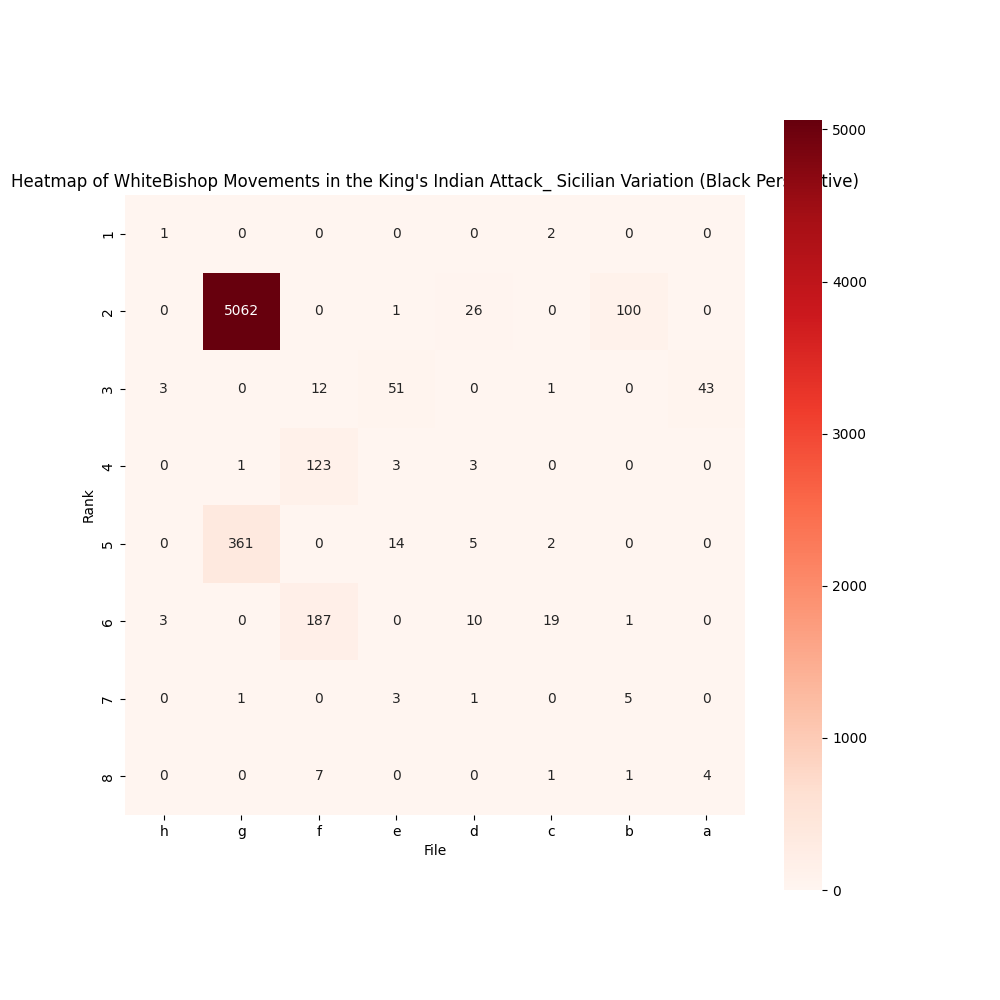 Heatmap of WhiteBishop Movements in the King's Indian Attack_ Sicilian Variation (Black Per tive)
5000
4000
3000
2000
1000
0
Rank
1 1 0 0 0 0 2 0 0
2 0 5062 0 1 26 0 100 0
3 3 0 12 51 0 1 0 43
4 0 1 123 3 3 0 0 0
5 0 361 0 14 5 2 0 0
6 3 0 187 0 10 19 1 0
7 0 1 0 3 1 0 5 0
8 0 0 7 0 0 1 1 4
h g f e d c b a
File